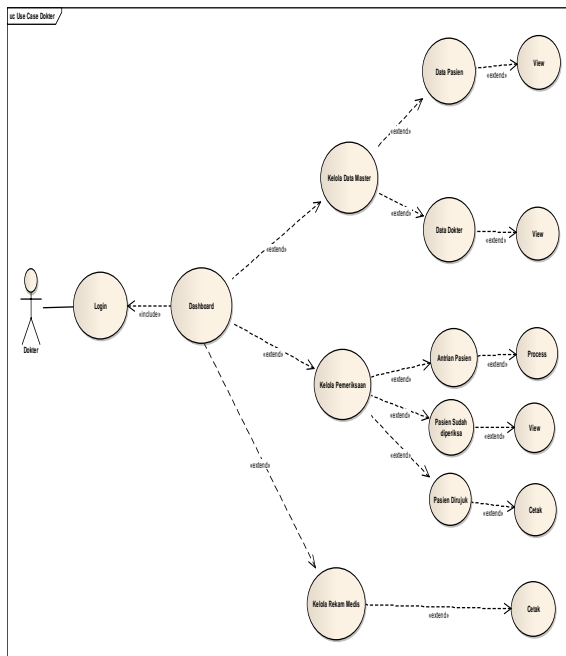 uc Use Case Dokter
Data Pasien
«extend»
View
«extend»
Kelola Data Master
«extend»
Data Dokter
«extend»
View
«extend»
Dokter
Login
«include»
Dashboard
«extend»
Kelola Pemeriksaan
«extend»
Antrian Pasien
«extend»
Process
«extend»
Pasien Sudah
diperiksa
«extend»
View
«extend»
Pasien Dirujuk
«extend»
Cetak
«extend»
Kelola Rekam Medis
«extend»
Cetak